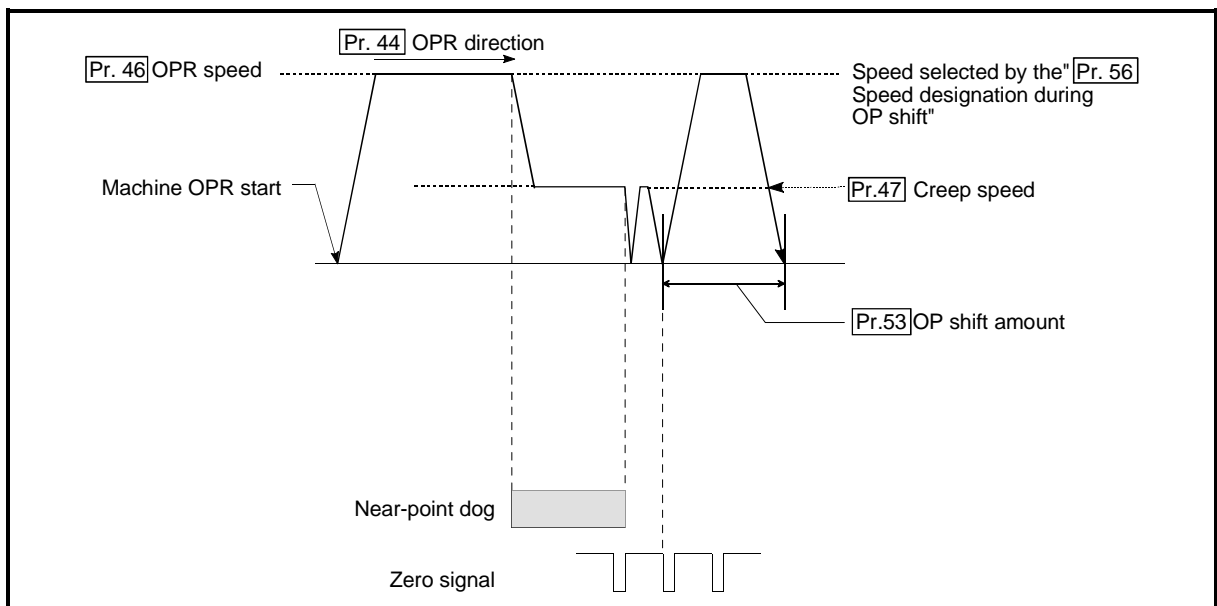 Pr. 44 OPR direction
Pr. 46 OPR speed
Speed selected by the" Pr. 56
Speed designation during
OP shift"
Machine OPR start
Pr.47 Creep speed
Pr.53 OP shift amount
Near-point dog
Zero signal